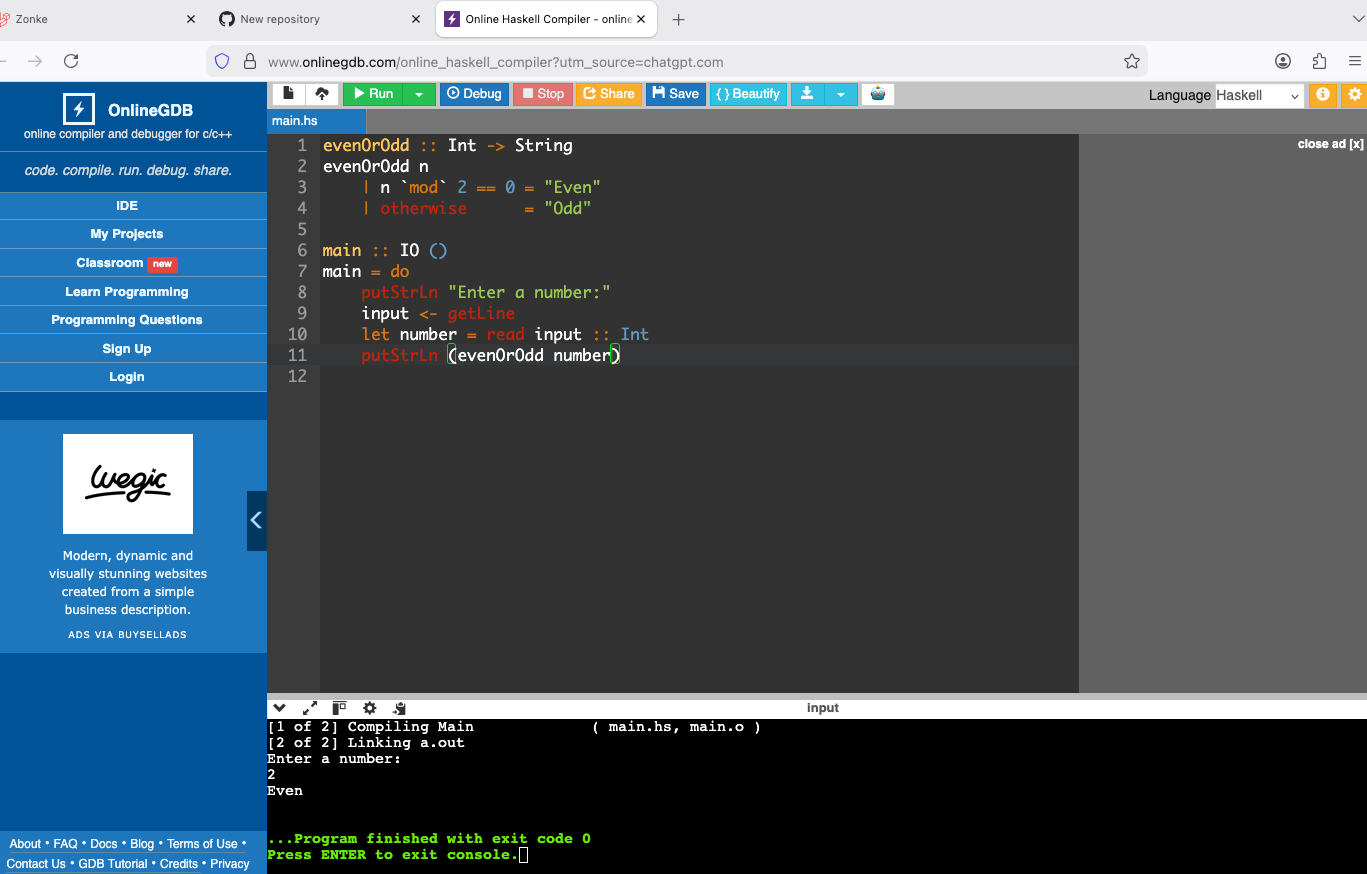 Zonke
New repository
Online Haskell Compiler - online
www.onlinegdb.com/online_haskell_compiler?utm_source=chatgpt.com
OnlineGDB
online compiler and debugger for c/c++
code. compile. run. debug. share.
IDE
My Projects
Classroom new
Learn Programming
Programming Questions
Sign Up
Login
wegic
Modern, dynamic and
visually stunning websites
created from a simple
business description.
ADS VIA BUYSELLADS
About • FAQ • Docs • Blog • Terms of Use •
Contact Us • GDB Tutorial • Credits • Privacy
Run Debug Stop Share Save { } Beautify Language Haskell
main.hs
close ad [x]
1 evenOrOdd :: Int -> String
2 evenOrOdd n
3     | n `mod` 2 == 0 = "Even"
4     | otherwise      = "Odd"
5
6 main :: IO ()
7 main = do
8     putStrLn "Enter a number:"
9     input <- getLine
10     let number = read input :: Int
11     putStrLn (evenOrOdd number)
12
input
[1 of 2] Compiling Main             ( main.hs, main.o )
[2 of 2] Linking a.out
Enter a number:
2
Even
...Program finished with exit code 0
Press ENTER to exit console.